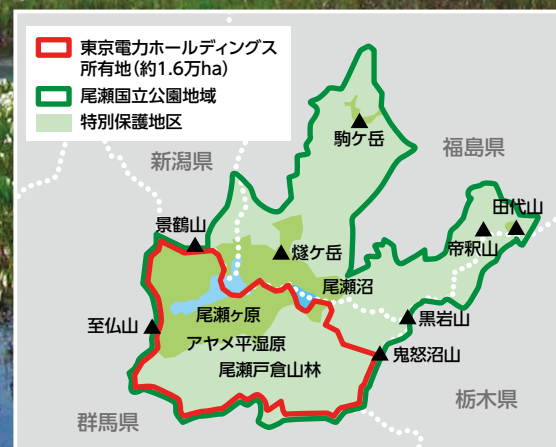 東京電力ホールディングス
所有地(約1.6万ha)
尾瀬国立公園地域
特別保護地区
新潟県
福島県
駒ケ岳
田代山
帝釈山
景鶴山
燧ケ岳
尾瀬沼
尾瀬ヶ原
黒岩山
至仏山
アヤメ平湿原
鬼怒沼山
尾瀬戸倉山林
群馬県
栃木県